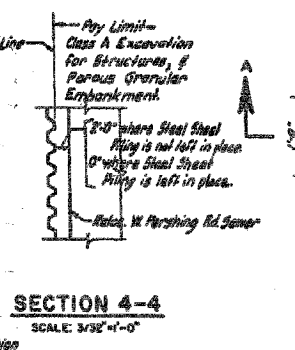 Pay Limit-
Line
Class A Excavation
for Structures, &
Porous Granular
Embankment.
A
2'-0" where Steel Sheet
Piling is not left in place.
0" where Steel Sheet
Piling is left in place.
W. Pershing Rd. Sewer
SECTION 4-4
SCALE: 3/32"=1'-0"